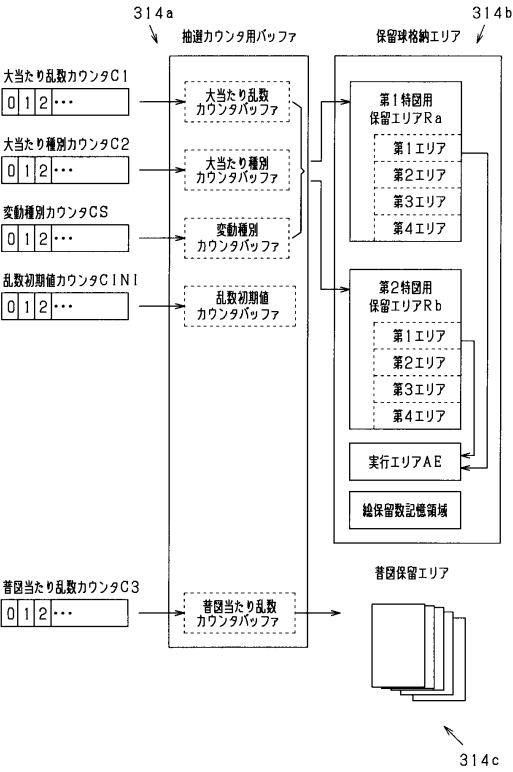 314a
314b
抽選カウンタ用バッファ
保留球格納エリア
大当たり乱数カウンタC1
0 1 2 ･･･
大当たり乱数
カウンタバッファ
第1特図用
保留エリアRa
第1エリア
第2エリア
第3エリア
第4エリア
大当たり種別カウンタC2
0 1 2 ･･･
大当たり種別
カウンタバッファ
変動種別カウンタCS
0 1 2 ･･･
変動種別
カウンタバッファ
乱数初期値カウンタCINI
0 1 2 ･･･
乱数初期値
カウンタバッファ
第2特図用
保留エリアRb
第1エリア
第2エリア
第3エリア
第4エリア
実行エリアAE
総保留数記憶領域
普図当たり乱数カウンタC3
0 1 2 ･･･
普図当たり乱数
カウンタバッファ
普図保留エリア
314c